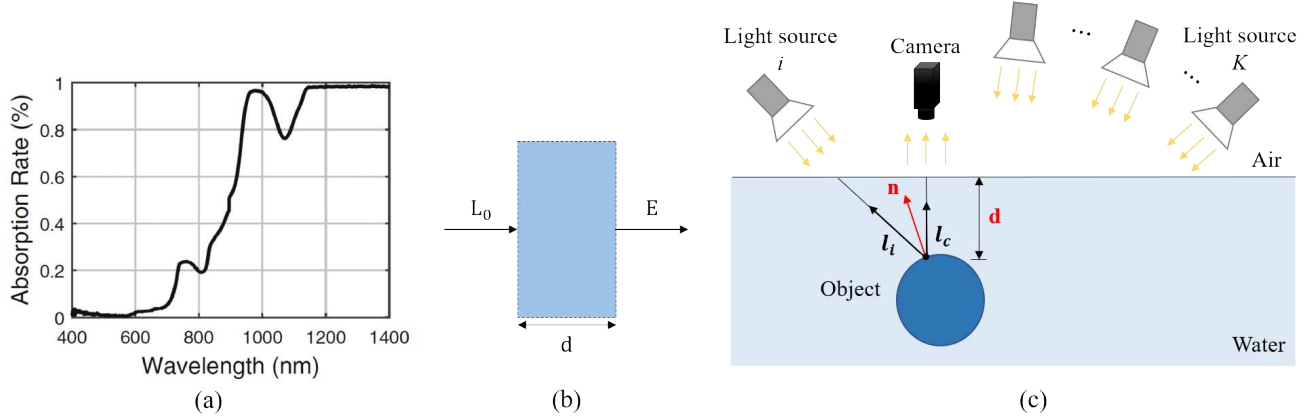 Absorption Rate (%)
1
0.8
0.6
0.4
0.2
0
400 600 800 1000 1200 1400
Wavelength (nm)
(a)
L₀
E
d
(b)
Light source
i
Camera
...
Light source
K
...
Air
n
d
lᵢ
l꜀
Object
Water
(c)